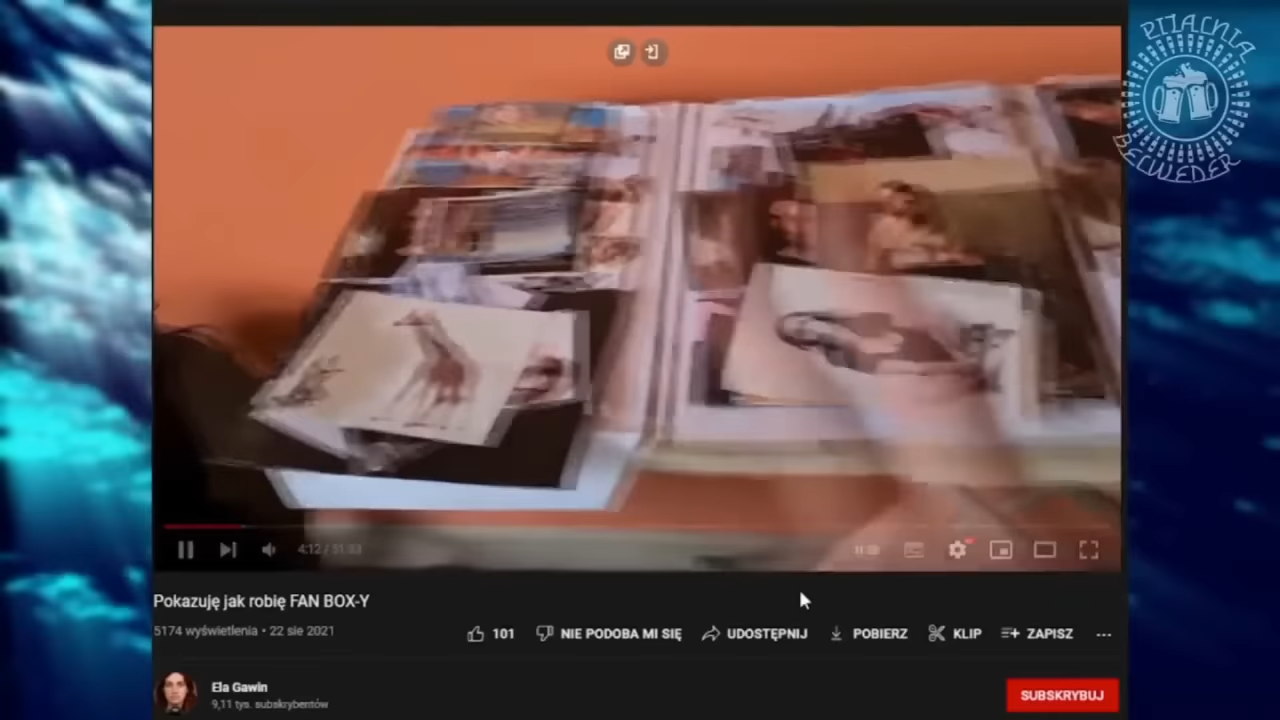 PIJALNIA
BELWEDER
4:12 / 51:33
Pokazuję jak robię FAN BOX-Y
5174 wyświetlenia • 22 sie 2021
101
NIE PODOBA MI SIĘ
UDOSTĘPNIJ
POBIERZ
KLIP
ZAPISZ
Ela Gawin
9,11 tys. subskrybentów
SUBSKRYBUJ